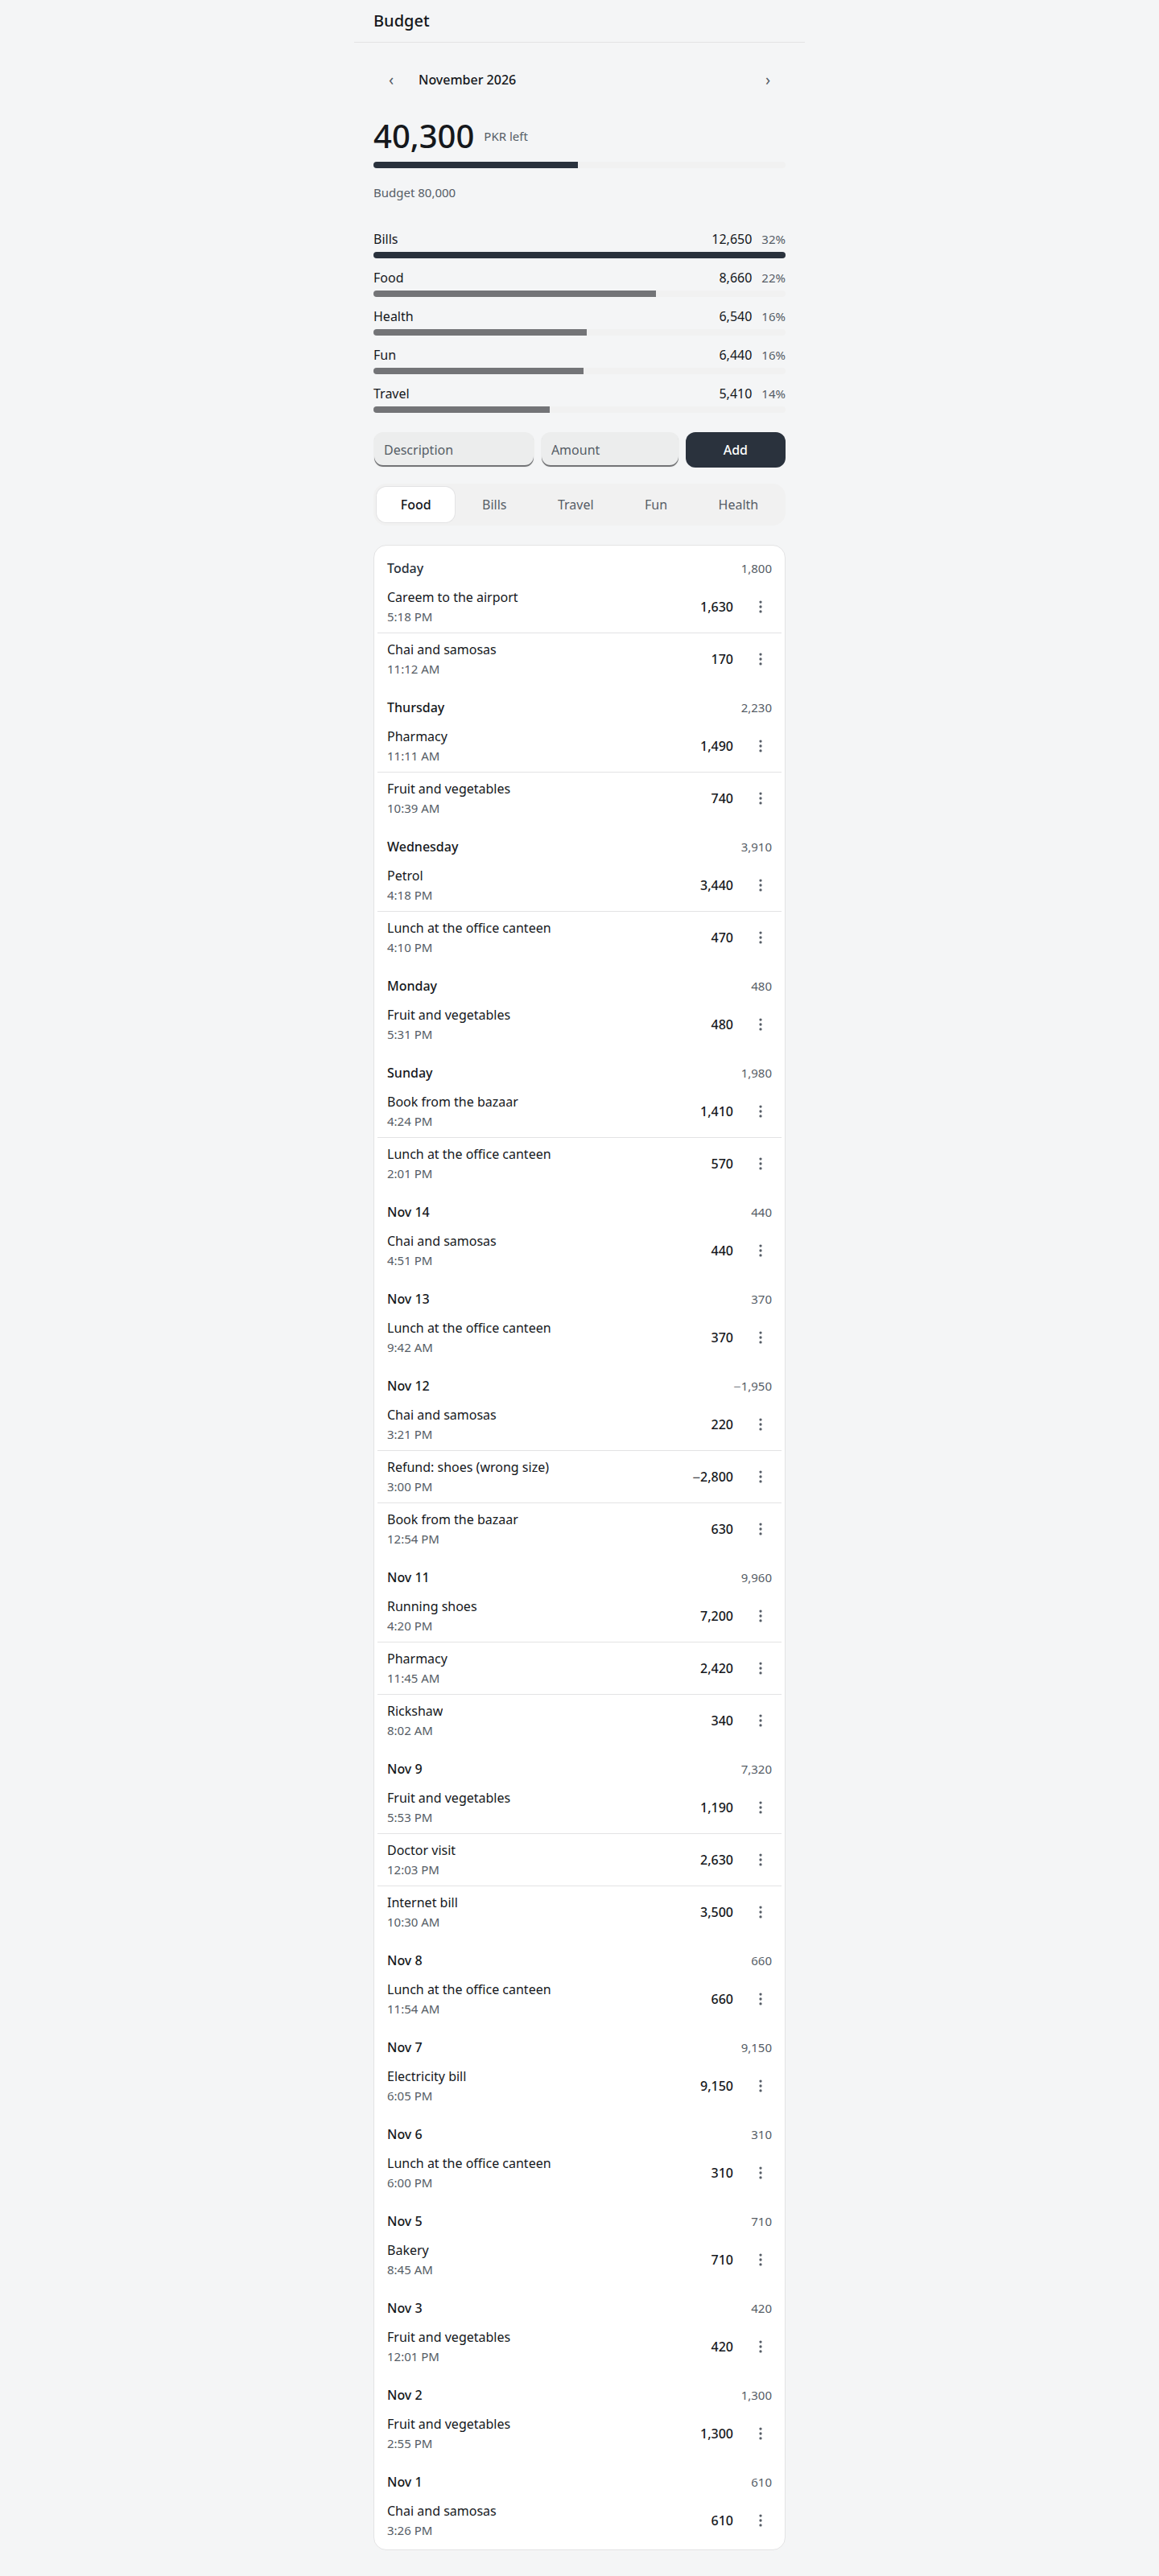 Budget
‹ November 2026 ›
40,300 PKR left
Budget 80,000
Bills 12,650 32%
Food 8,660 22%
Health 6,540 16%
Fun 6,440 16%
Travel 5,410 14%
Description Amount Add
Food Bills Travel Fun Health
Today 1,800
Careem to the airport 1,630
5:18 PM
Chai and samosas 170
11:12 AM
Thursday 2,230
Pharmacy 1,490
11:11 AM
Fruit and vegetables 740
10:39 AM
Wednesday 3,910
Petrol 3,440
4:18 PM
Lunch at the office canteen 470
4:10 PM
Monday 480
Fruit and vegetables 480
5:31 PM
Sunday 1,980
Book from the bazaar 1,410
4:24 PM
Lunch at the office canteen 570
2:01 PM
Nov 14 440
Chai and samosas 440
4:51 PM
Nov 13 370
Lunch at the office canteen 370
9:42 AM
Nov 12 −1,950
Chai and samosas 220
3:21 PM
Refund: shoes (wrong size) −2,800
3:00 PM
Book from the bazaar 630
12:54 PM
Nov 11 9,960
Running shoes 7,200
4:20 PM
Pharmacy 2,420
11:45 AM
Rickshaw 340
8:02 AM
Nov 9 7,320
Fruit and vegetables 1,190
5:53 PM
Doctor visit 2,630
12:03 PM
Internet bill 3,500
10:30 AM
Nov 8 660
Lunch at the office canteen 660
11:54 AM
Nov 7 9,150
Electricity bill 9,150
6:05 PM
Nov 6 310
Lunch at the office canteen 310
6:00 PM
Nov 5 710
Bakery 710
8:45 AM
Nov 3 420
Fruit and vegetables 420
12:01 PM
Nov 2 1,300
Fruit and vegetables 1,300
2:55 PM
Nov 1 610
Chai and samosas 610
3:26 PM